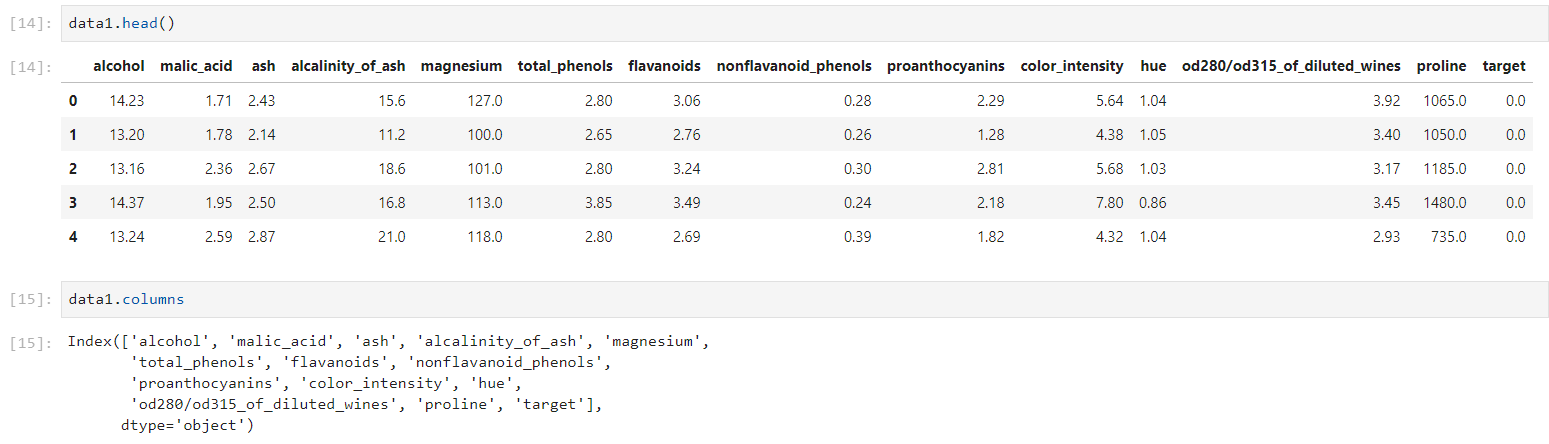 [14]: data1.head()
[14]: alcohol malic_acid ash alcalinity_of_ash magnesium total_phenols flavanoids nonflavanoid_phenols proanthocyanins color_intensity hue od280/od315_of_diluted_wines proline target
0 14.23 1.71 2.43 15.6 127.0 2.80 3.06 0.28 2.29 5.64 1.04 3.92 1065.0 0.0
1 13.20 1.78 2.14 11.2 100.0 2.65 2.76 0.26 1.28 4.38 1.05 3.40 1050.0 0.0
2 13.16 2.36 2.67 18.6 101.0 2.80 3.24 0.30 2.81 5.68 1.03 3.17 1185.0 0.0
3 14.37 1.95 2.50 16.8 113.0 3.85 3.49 0.24 2.18 7.80 0.86 3.45 1480.0 0.0
4 13.24 2.59 2.87 21.0 118.0 2.80 2.69 0.39 1.82 4.32 1.04 2.93 735.0 0.0
[15]: data1.columns
[15]: Index(['alcohol', 'malic_acid', 'ash', 'alcalinity_of_ash', 'magnesium',
'total_phenols', 'flavanoids', 'nonflavanoid_phenols',
'proanthocyanins', 'color_intensity', 'hue',
'od280/od315_of_diluted_wines', 'proline', 'target'],
dtype='object')